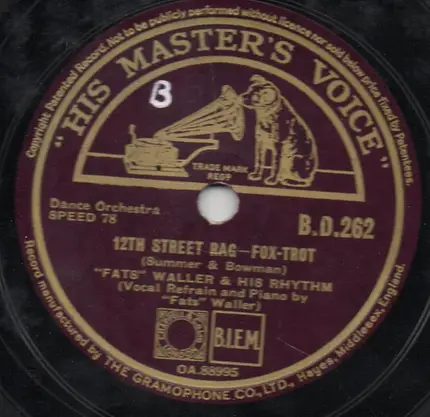 Copyright Patented Record. Not to be publicly performed without licence nor sold below price fixed by Patentees.
"HIS MASTER'S VOICE"
B
TRADE MARK
REGD
Dance Orchestra
SPEED 78
B.D.262
12TH STREET RAG—FOX-TROT
(Summer & Bowman)
"FATS" WALLER & HIS RHYTHM
(Vocal Refrain and Piano by
"Fats" Waller)
B.I.E.M
OA.88995
Record manufactured by THE GRAMOPHONE CO., LTD., Hayes, Middlesex, England.